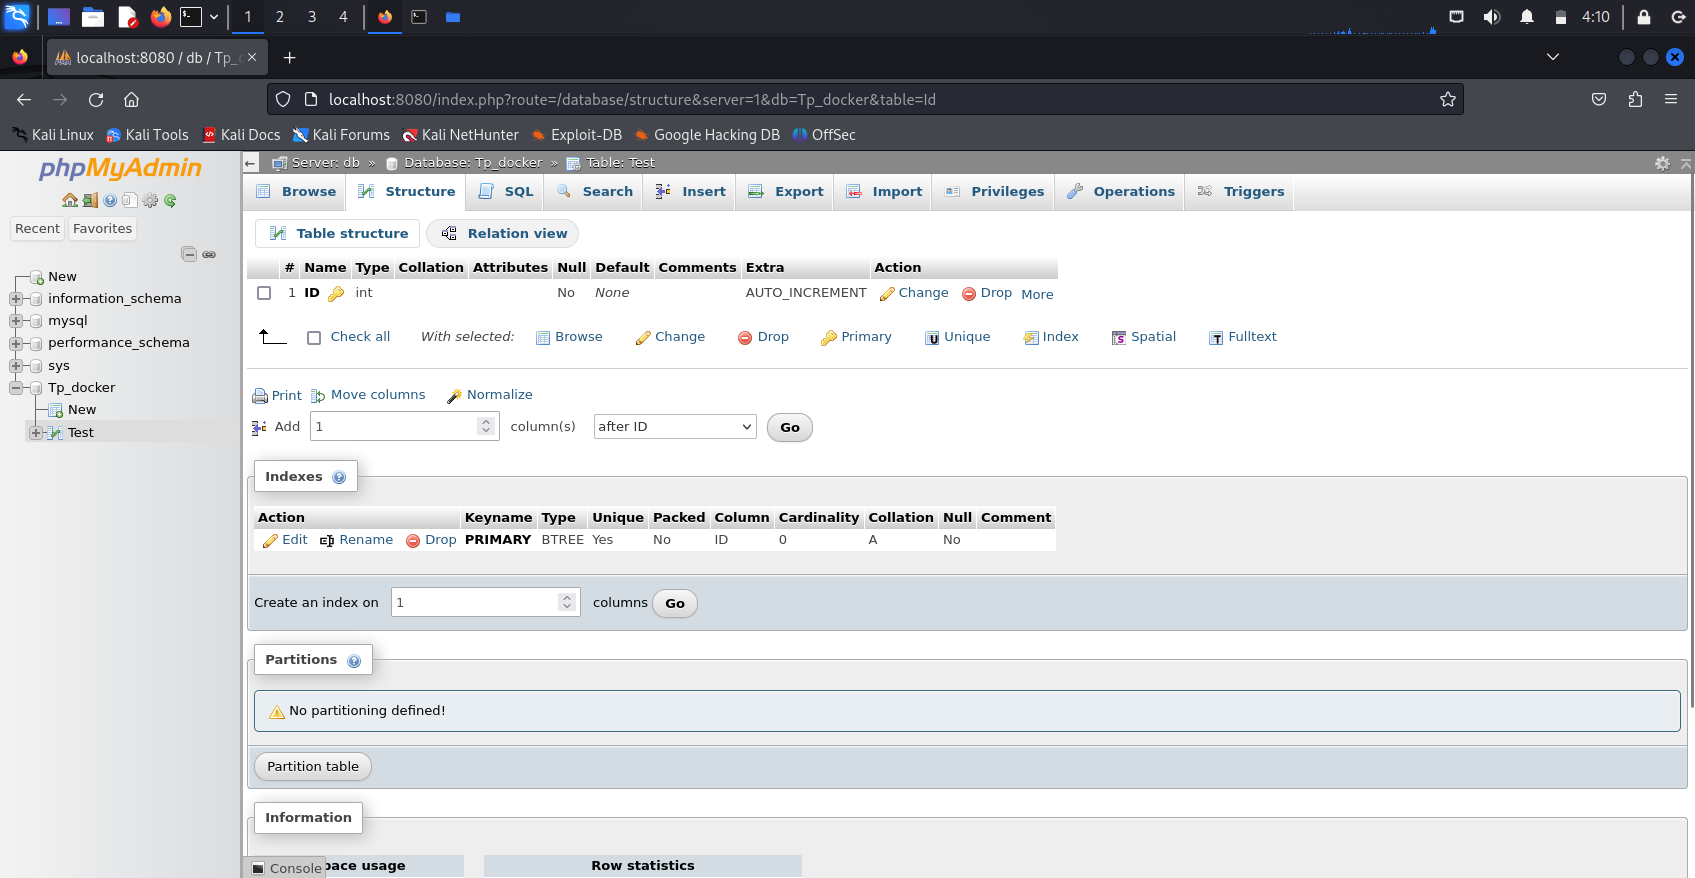 1 2 3 4 4:10
localhost:8080 / db / Tp_
localhost:8080/index.php?route=/database/structure&server=1&db=Tp_docker&table=Id
Kali Linux Kali Tools Kali Docs Kali Forums Kali NetHunter Exploit-DB Google Hacking DB OffSec
phpMyAdmin
Recent Favorites
New
information_schema
mysql
performance_schema
sys
Tp_docker
New
Test
Server: db » Database: Tp_docker » Table: Test
Browse Structure SQL Search Insert Export Import Privileges Operations Triggers
Table structure Relation view
# Name Type Collation Attributes Null Default Comments Extra Action
1 ID int No None AUTO_INCREMENT Change Drop More
Check all With selected: Browse Change Drop Primary Unique Index Spatial Fulltext
Print Move columns Normalize
Add 1 column(s) after ID Go
Indexes
Action Keyname Type Unique Packed Column Cardinality Collation Null Comment
Edit Rename Drop PRIMARY BTREE Yes No ID 0 A No
Create an index on 1 columns Go
Partitions
No partitioning defined!
Partition table
Information
pace usage Row statistics
Console